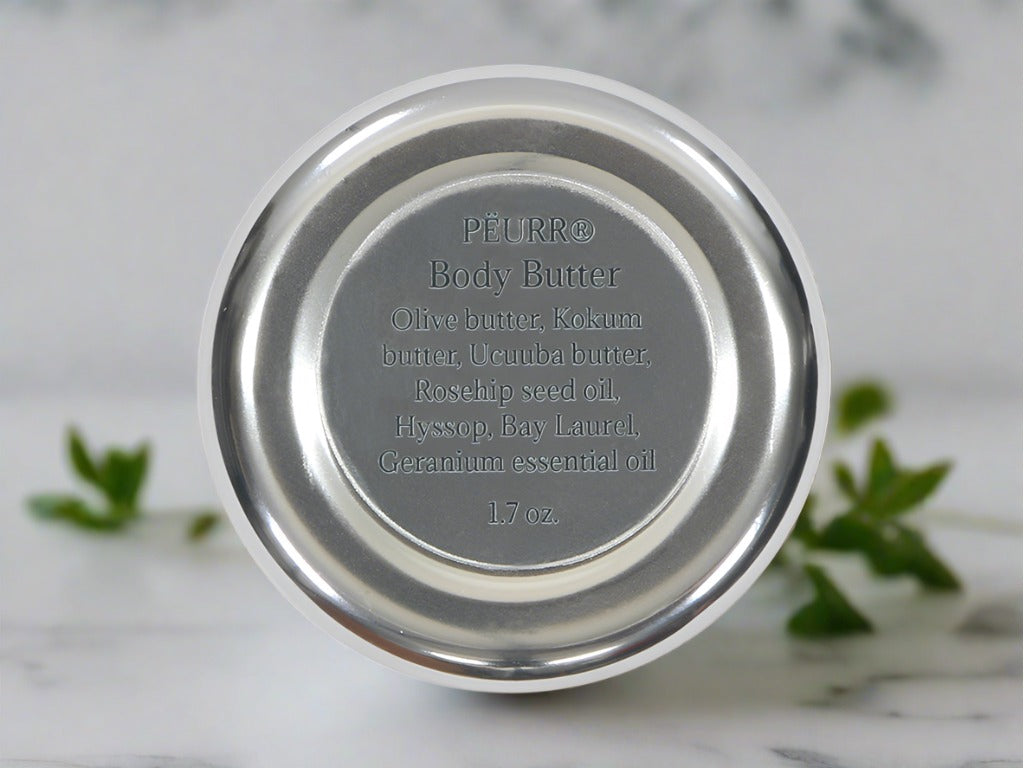 PËURR®
Body Butter
Olive butter, Kokum
butter, Ucuuba butter,
Rosehip seed oil,
Hyssop, Bay Laurel,
Geranium essential oil
1.7 oz.